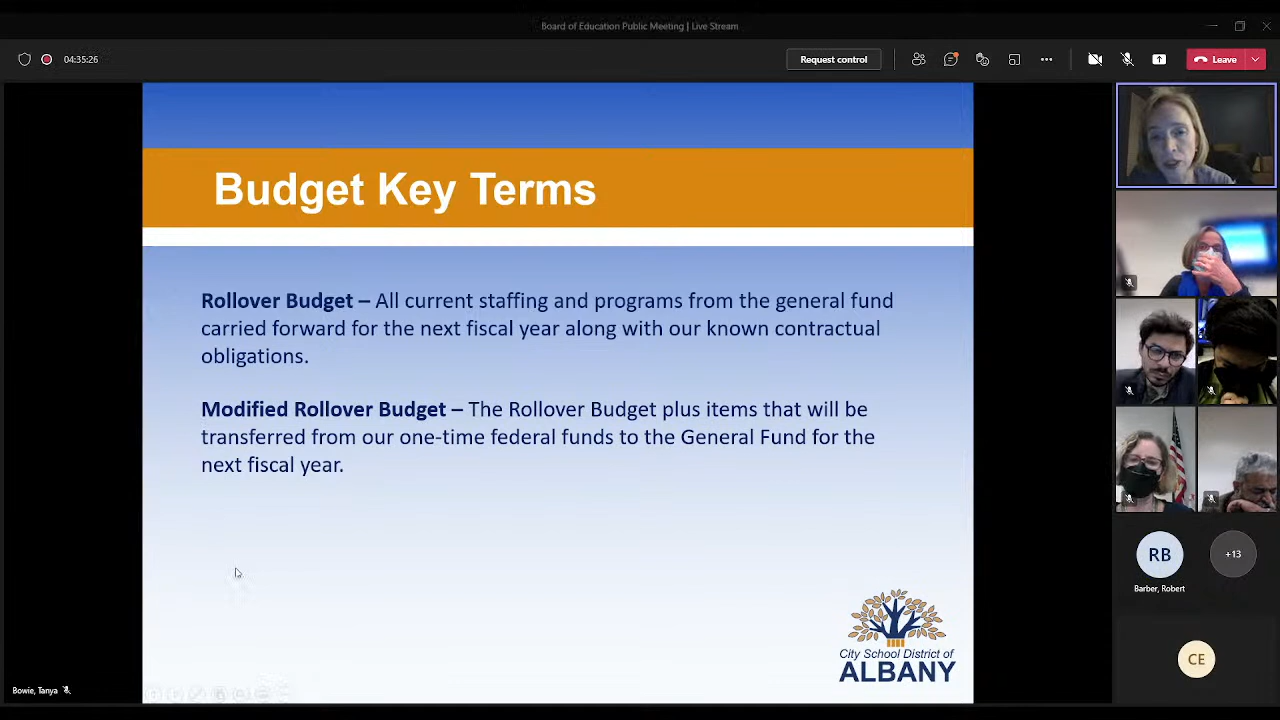 Board of Education Public Meeting | Live Stream
04:35:26
Request control
Leave
Budget Key Terms
Rollover Budget – All current staffing and programs from the general fund
carried forward for the next fiscal year along with our known contractual
obligations.
Modified Rollover Budget – The Rollover Budget plus items that will be
transferred from our one-time federal funds to the General Fund for the
next fiscal year.
City School District of
ALBANY
RB
+13
Barber, Robert
CE
Bowie, Tanya